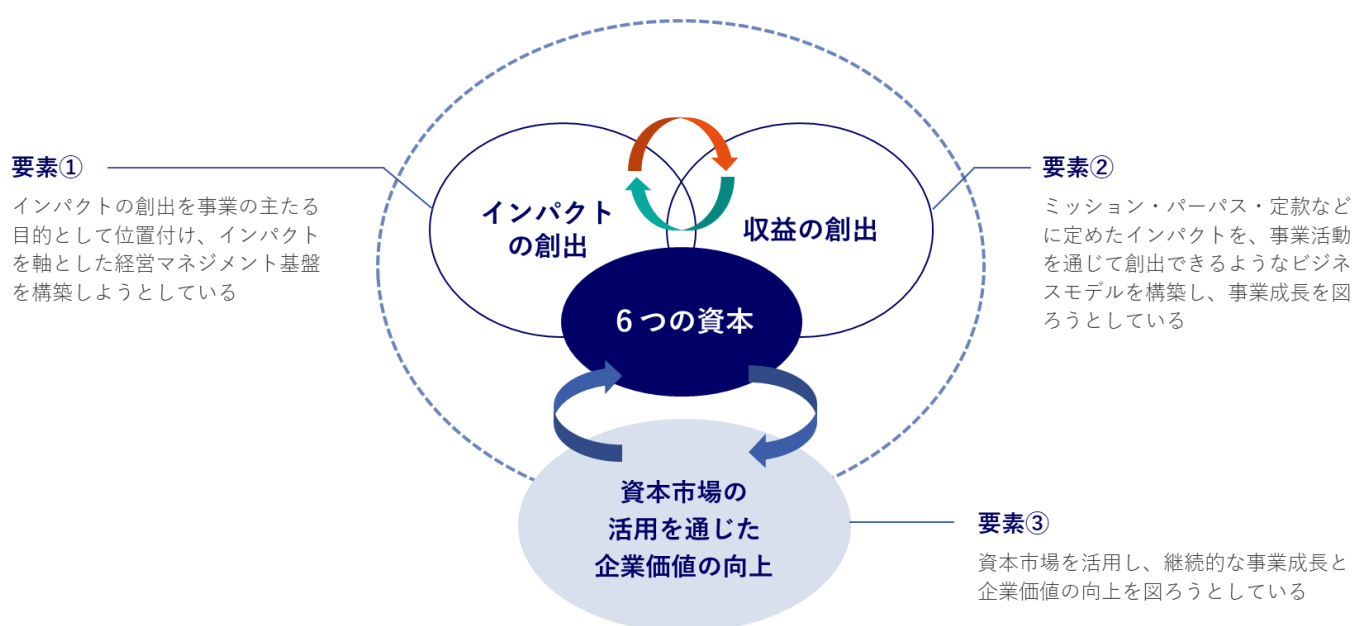 要素①
インパクトの創出を事業の主たる
目的として位置付け、インパクト
を軸とした経営マネジメント基盤
を構築しようとしている
インパクト
の創出
収益の創出
6つの資本
要素②
ミッション・パーパス・定款など
に定めたインパクトを、事業活動
を通じて創出できるようなビジネ
スモデルを構築し、事業成長を図
ろうとしている
資本市場の
活用を通じた
企業価値の向上
要素③
資本市場を活用し、継続的な事業成長と
企業価値の向上を図ろうとしている